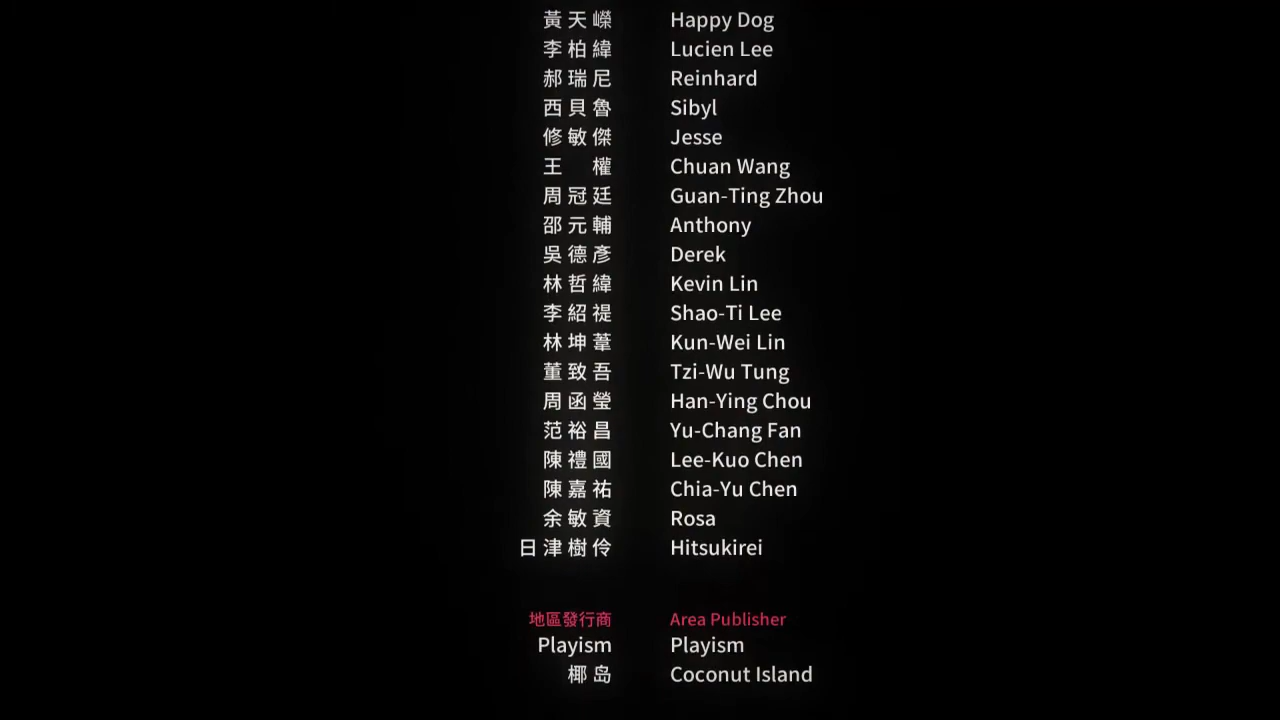 黃天嶸 Happy Dog
李柏緯 Lucien Lee
郝瑞尼 Reinhard
西貝魯 Sibyl
修敏傑 Jesse
王 權 Chuan Wang
周冠廷 Guan-Ting Zhou
邵元輔 Anthony
吳德彥 Derek
林哲緯 Kevin Lin
李紹禔 Shao-Ti Lee
林坤葦 Kun-Wei Lin
董致吾 Tzi-Wu Tung
周函瑩 Han-Ying Chou
范裕昌 Yu-Chang Fan
陳禮國 Lee-Kuo Chen
陳嘉祐 Chia-Yu Chen
余敏資 Rosa
日津樹伶 Hitsukirei
地區發行商 Area Publisher
Playism Playism
椰岛 Coconut Island